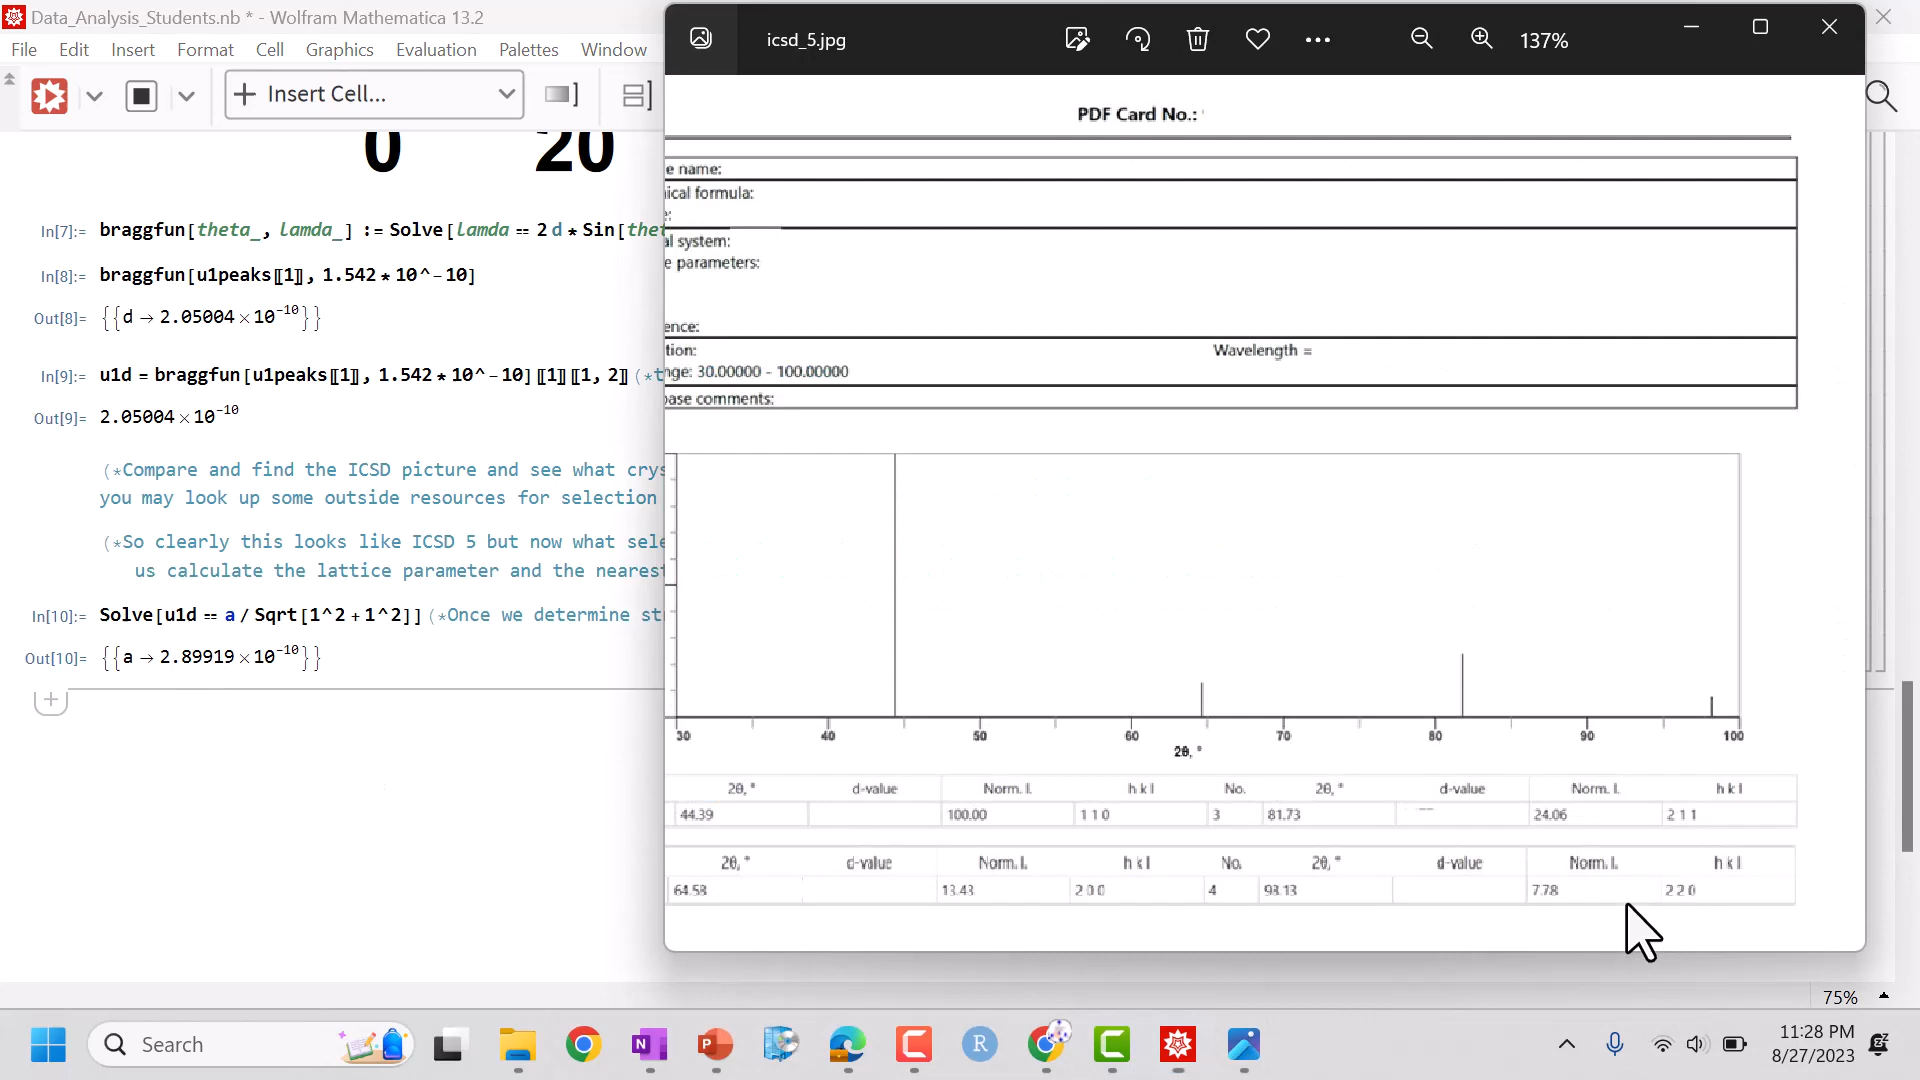 Data_Analysis_Students.nb * - Wolfram Mathematica 13.2
File Edit Insert Format Cell Graphics Evaluation Palettes Window
Insert Cell...
0 20
In[7]:= braggfun[theta_, lamda_] := Solve[lamda == 2 d * Sin[thet
In[8]:= braggfun[u1peaks[[1]], 1.542 * 10^-10]
Out[8]= {{d → 2.05004 × 10^-10}}
In[9]:= u1d = braggfun[u1peaks[[1]], 1.542 * 10^-10][[1]][[1, 2]] (*t
Out[9]= 2.05004 × 10^-10
(*Compare and find the ICSD picture and see what crys
you may look up some outside resources for selection
(*So clearly this looks like ICSD 5 but now what sele
us calculate the lattice parameter and the nearest
In[10]:= Solve[u1d == a / Sqrt[1^2 + 1^2]] (*Once we determine str
Out[10]= {{a → 2.89919 × 10^-10}}
icsd_5.jpg
137%
PDF Card No.:
e name:
ical formula:
e:
al system:
e parameters:
ence:
tion: Wavelength =
nge: 30.00000 - 100.00000
base comments:
30 40 50 60 70 80 90 100
2θ, °
2θ, ° d-value Norm. I. h k l No. 2θ, ° d-value Norm. I. h k l
44.39 100.00 1 1 0 3 81.73 24.06 2 1 1
2θ, ° d-value Norm. I. h k l No. 2θ, ° d-value Norm. I. h k l
64.58 13.43 2 0 0 4 98.13 7.78 2 2 0
75%
Search
11:28 PM
8/27/2023